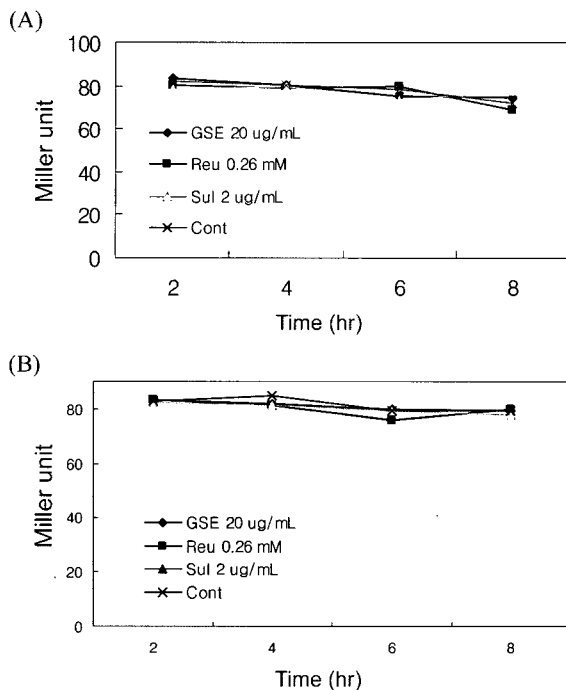 (A)
100
80
60
40
20
0
Miller unit
GSE 20 ug/mL
Reu 0.26 mM
Sul 2 ug/mL
Cont
2 4 6 8
Time (hr)
(B)
80
60
40
20
0
Miller unit
GSE 20 ug/mL
Reu 0.26 mM
Sul 2 ug/mL
Cont
2 4 6 8
Time (hr)